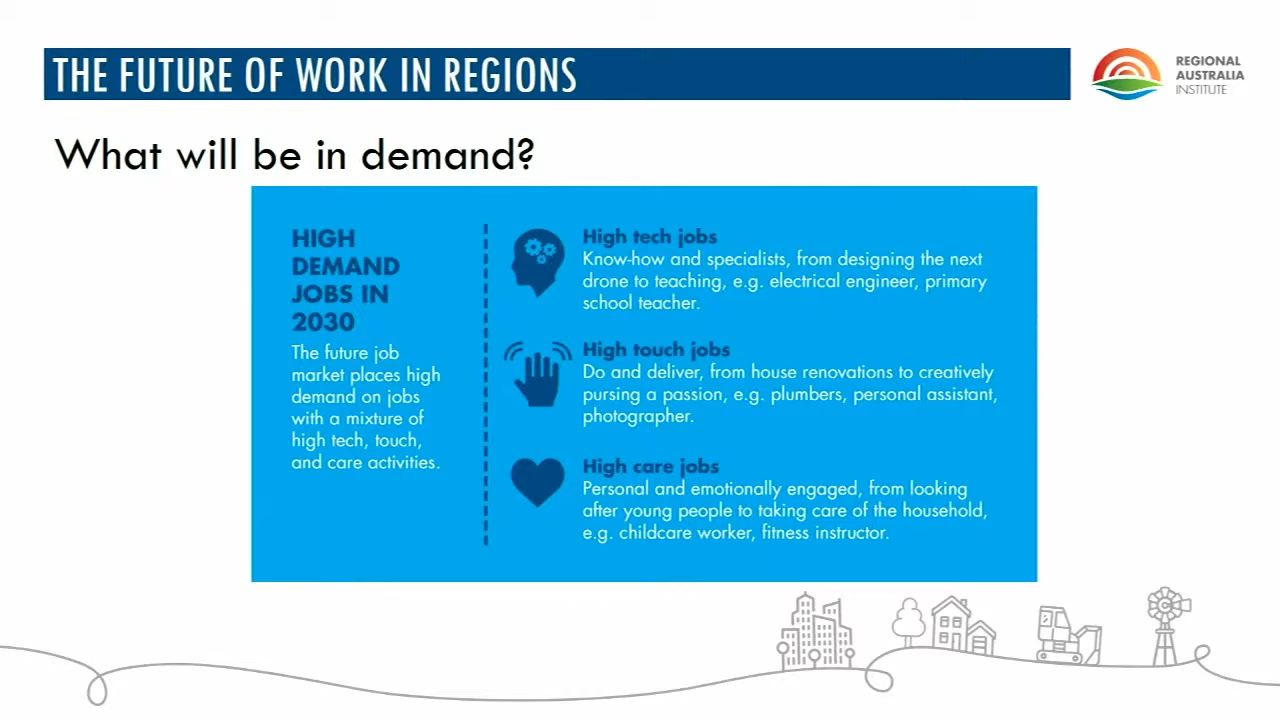 THE FUTURE OF WORK IN REGIONS
REGIONAL
AUSTRALIA
INSTITUTE
What will be in demand?
HIGH
DEMAND
JOBS IN
2030
The future job
market places high
demand on jobs
with a mixture of
high tech, touch,
and care activities.
High tech jobs
Know-how and specialists, from designing the next
drone to teaching, e.g. electrical engineer, primary
school teacher.
High touch jobs
Do and deliver, from house renovations to creatively
pursing a passion, e.g. plumbers, personal assistant,
photographer.
High care jobs
Personal and emotionally engaged, from looking
after young people to taking care of the household,
e.g. childcare worker, fitness instructor.